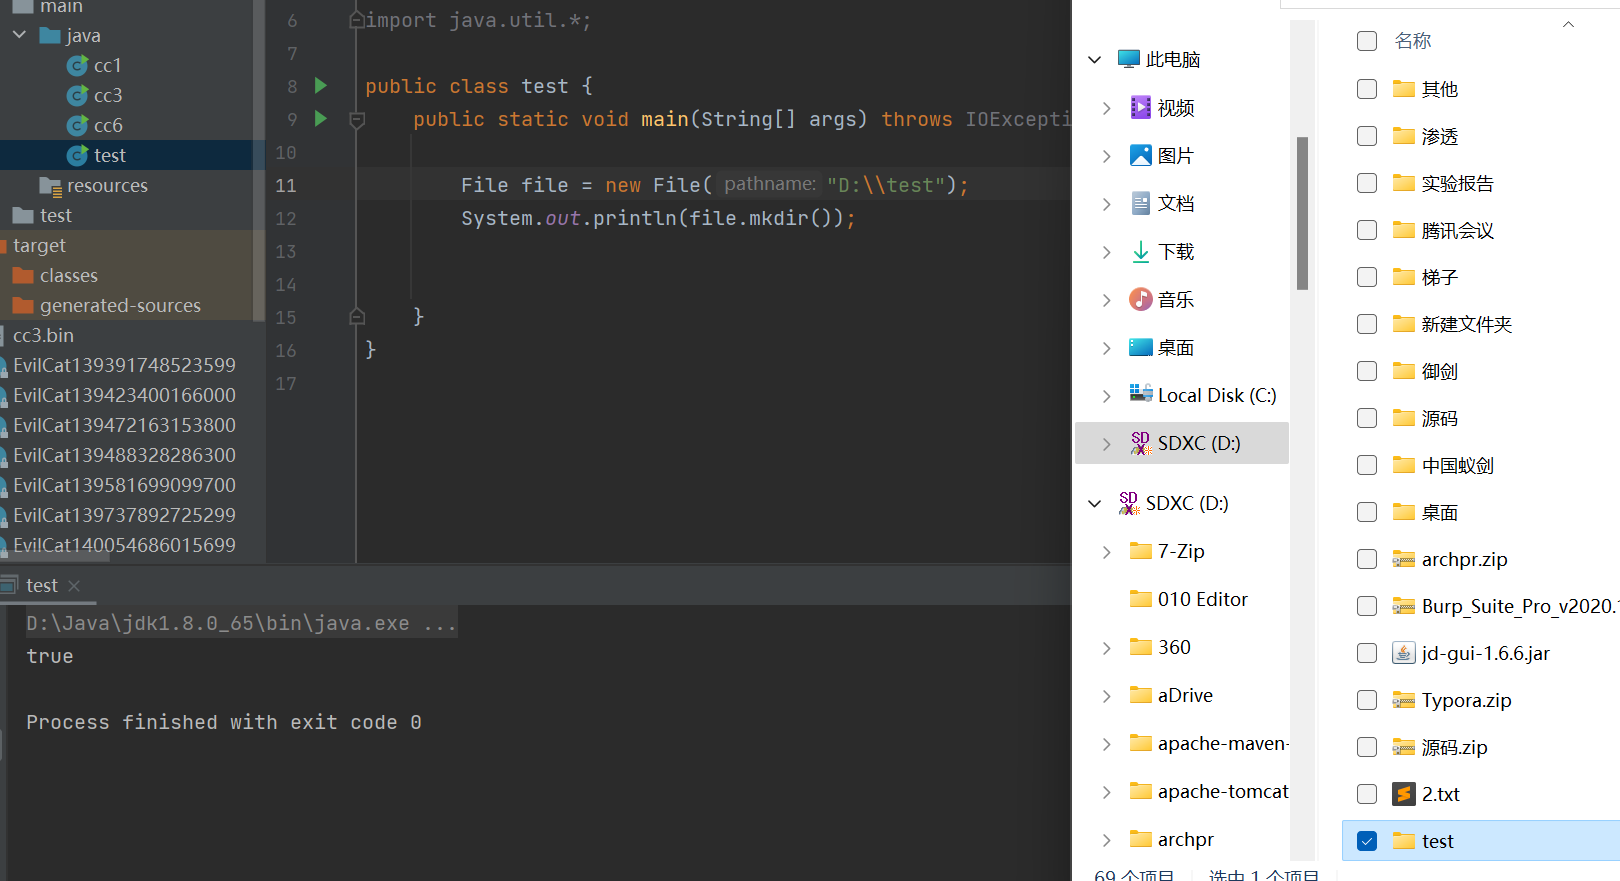 main
java
cc1
cc3
cc6
test
resources
test
target
classes
generated-sources
cc3.bin
EvilCat139391748523599
EvilCat139423400166000
EvilCat139472163153800
EvilCat139488328286300
EvilCat139581699099700
EvilCat139737892725299
EvilCat140054686015699
6 import java.util.*;
7
8 public class test {
9 public static void main(String[] args) throws IOExcepti
10
11 File file = new File( pathname: "D:\\test");
12 System.out.println(file.mkdir());
13
14
15 }
16 }
17
test
D:\Java\jdk1.8.0_65\bin\java.exe ...
true
Process finished with exit code 0
此电脑
视频
图片
文档
下载
音乐
桌面
Local Disk (C:)
SDXC (D:)
SDXC (D:)
7-Zip
010 Editor
360
aDrive
apache-maven-
apache-tomcat
archpr
69 个项目
选中 1 个项目
名称
其他
渗透
实验报告
腾讯会议
梯子
新建文件夹
御剑
源码
中国蚁剑
桌面
archpr.zip
Burp_Suite_Pro_v2020.1
jd-gui-1.6.6.jar
Typora.zip
源码.zip
2.txt
test